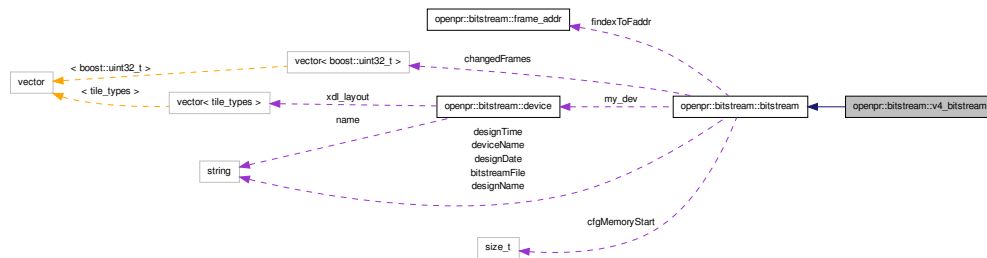 openpr::bitstream::frame_addr
findexToFaddr
< boost::uint32_t >
vector< boost::uint32_t >
changedFrames
vector
< tile_types >
vector< tile_types >
xdl_layout
openpr::bitstream::device
my_dev
openpr::bitstream::bitstream
openpr::bitstream::v4_bitstream
name
designTime
deviceName
designDate
bitstreamFile
designName
string
cfgMemoryStart
size_t